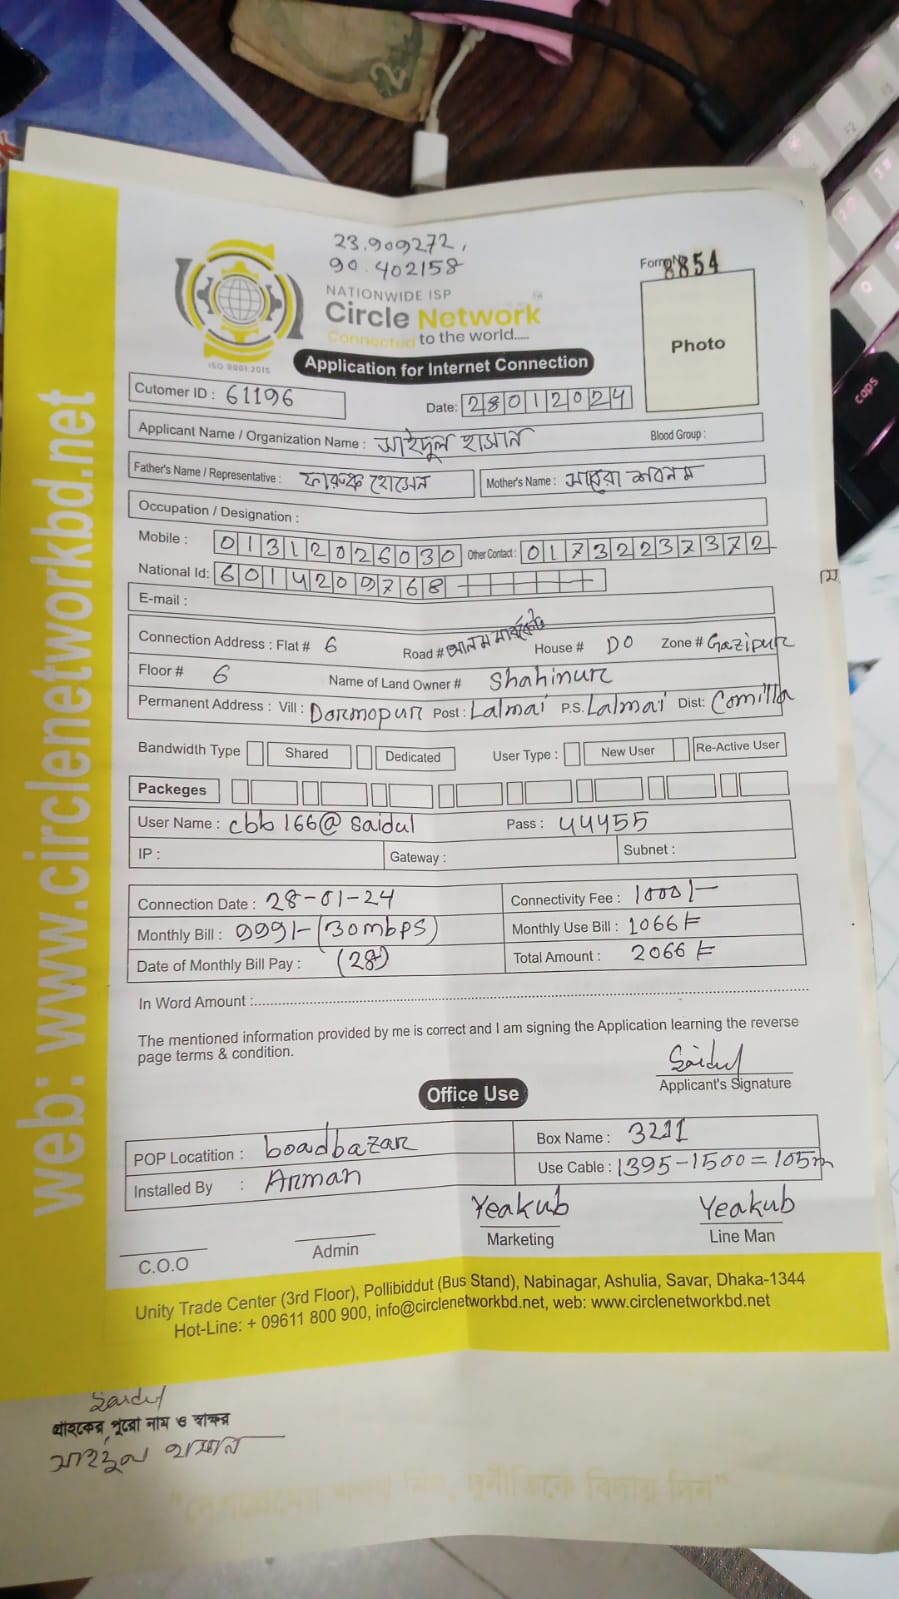 23.909272,
90.402158
NATIONWIDE ISP
Circle Network
Connected to the world.....
ISO 9001:2015
Form No 8854
Photo
Application for Internet Connection
Cutomer ID : 61196
Date: 28012024
Applicant Name / Organization Name : সাইদুল হাসান Blood Group :
Father's Name / Representative : ফারুক হোসেন Mother's Name : সায়েরা শবনম
Occupation / Designation :
Mobile : 01312026030 Other Contact : 01732237372
National Id: 6014209768
E-mail :
Connection Address : Flat # 6 Road # আলম মার্কেট House # DO Zone # Gazipur
Floor # 6 Name of Land Owner # Shahinur
Permanent Address : Vill : Dormopur Post : Lalmai P.S. Lalmai Dist: Comilla
Bandwidth Type Shared Dedicated User Type : New User Re-Active User
Packeges
User Name : cbb166@saidul Pass : 44455
IP : Gateway : Subnet :
Connection Date : 28-01-24 Connectivity Fee : 1000/-
Monthly Bill : 999/- (30mbps) Monthly Use Bill : 1066 ৳
Date of Monthly Bill Pay : (28) Total Amount : 2066 ৳
In Word Amount :
The mentioned information provided by me is correct and I am signing the Application learning the reverse
page terms & condition.
Saidul
Applicant's Signature
Office Use
POP Locatition : boadbazar Box Name : 3211
Installed By : Arman Use Cable : 1395-1500=105m
Yeakub Yeakub
C.O.O Admin Marketing Line Man
Unity Trade Center (3rd Floor), Pollibiddut (Bus Stand), Nabinagar, Ashulia, Savar, Dhaka-1344
Hot-Line: + 09611 800 900, info@circlenetworkbd.net, web: www.circlenetworkbd.net
web: www.circlenetworkbd.net
Saidul
গ্রাহকের পুরো নাম ও স্বাক্ষর
সাইদুল হাসান
"দেশপ্রেমের শপথ নিন, দুর্নীতিকে বিদায় দিন"
caps